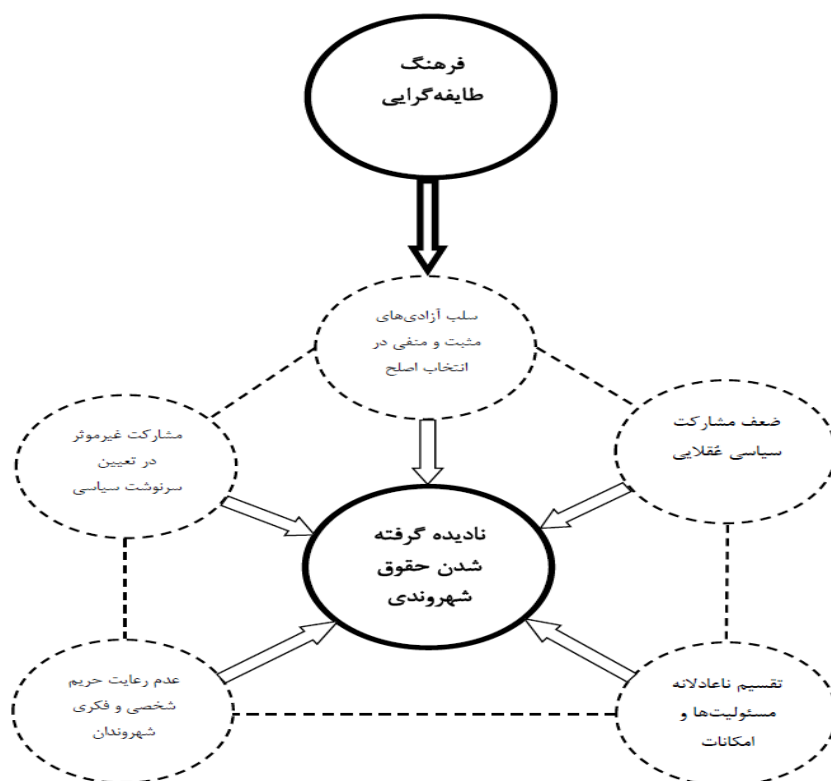 فرهنگ
طایفه‌گرایی
سلب آزادی‌های
مثبت و منفی در
انتخاب اصلح
ضعف مشارکت
سیاسی عُقلایی
مشارکت غیرموثر
در تعیین
سرنوشت سیاسی
نادیده گرفته
شدن حقوق
شهروندی
تقسیم ناعادلانه
مسئولیت‌ها و
امکانات
عدم رعایت حریم
شخصی و فکری
شهروندان